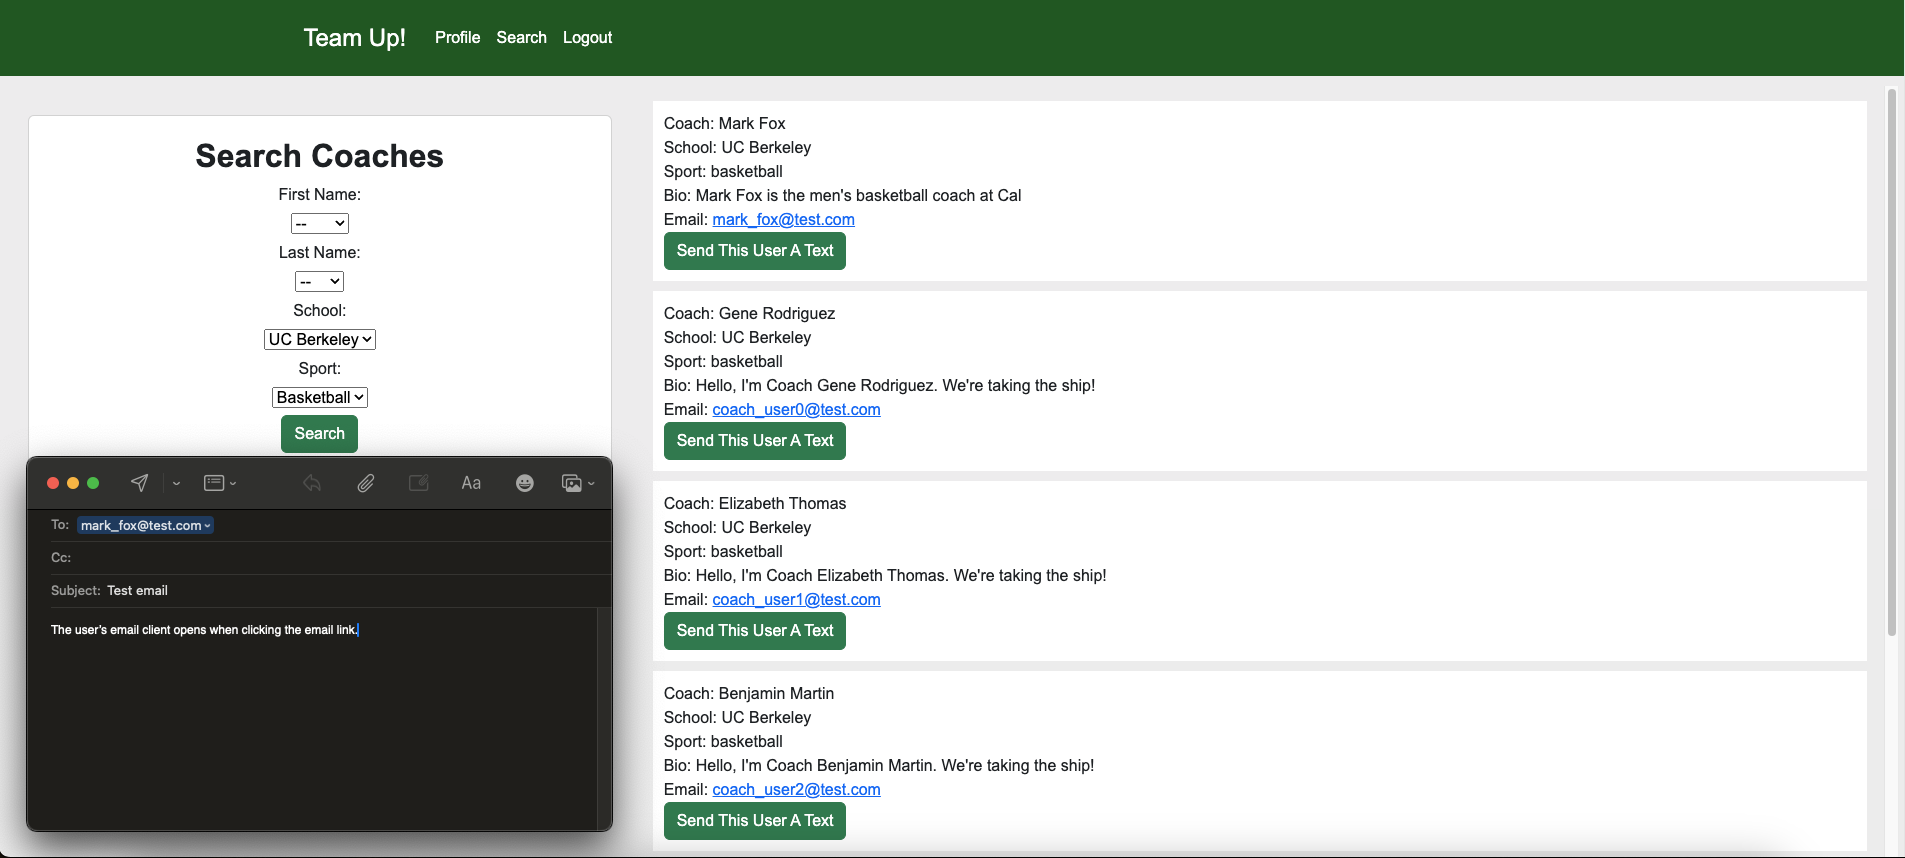 Team Up! Profile Search Logout
Search Coaches
First Name:
--
Last Name:
--
School:
UC Berkeley
Sport:
Basketball
Search
Aa
To: mark_fox@test.com
Cc:
Subject: Test email
The user's email client opens when clicking the email link.
Coach: Mark Fox
School: UC Berkeley
Sport: basketball
Bio: Mark Fox is the men's basketball coach at Cal
Email: mark_fox@test.com
Send This User A Text
Coach: Gene Rodriguez
School: UC Berkeley
Sport: basketball
Bio: Hello, I'm Coach Gene Rodriguez. We're taking the ship!
Email: coach_user0@test.com
Send This User A Text
Coach: Elizabeth Thomas
School: UC Berkeley
Sport: basketball
Bio: Hello, I'm Coach Elizabeth Thomas. We're taking the ship!
Email: coach_user1@test.com
Send This User A Text
Coach: Benjamin Martin
School: UC Berkeley
Sport: basketball
Bio: Hello, I'm Coach Benjamin Martin. We're taking the ship!
Email: coach_user2@test.com
Send This User A Text